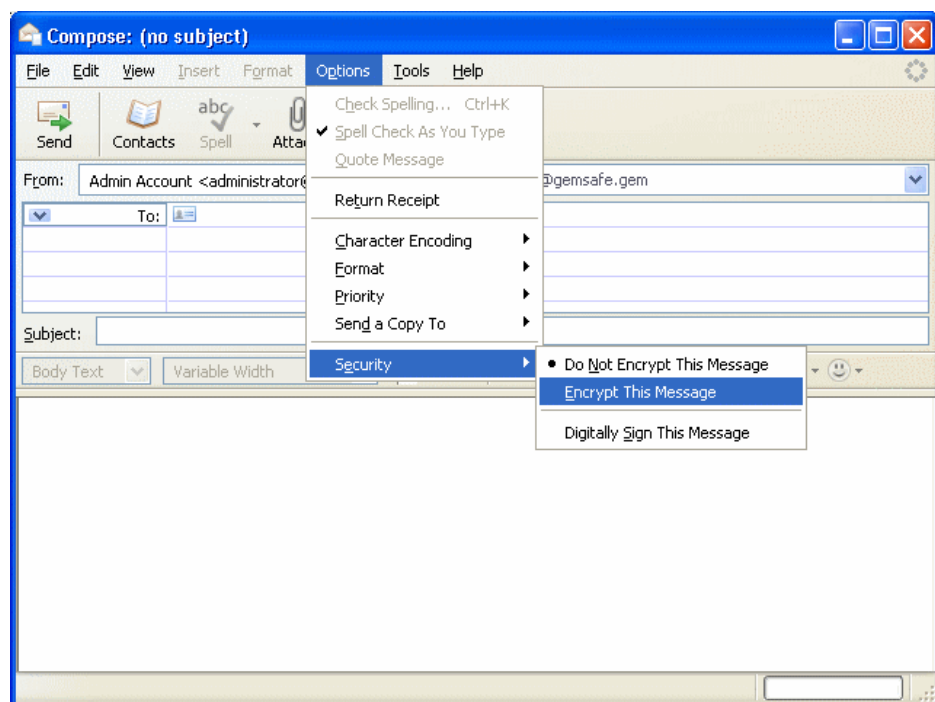 Compose: (no subject)
File Edit View Insert Format Options Tools Help
Send Contacts Spell Atta
abc
Check Spelling... Ctrl+K
Spell Check As You Type
Quote Message
Return Receipt
Character Encoding
Format
Priority
Send a Copy To
Security
From: Admin Account <administrator@ @gemsafe.gem
To:
Subject:
Body Text Variable Width
Do Not Encrypt This Message
Encrypt This Message
Digitally Sign This Message